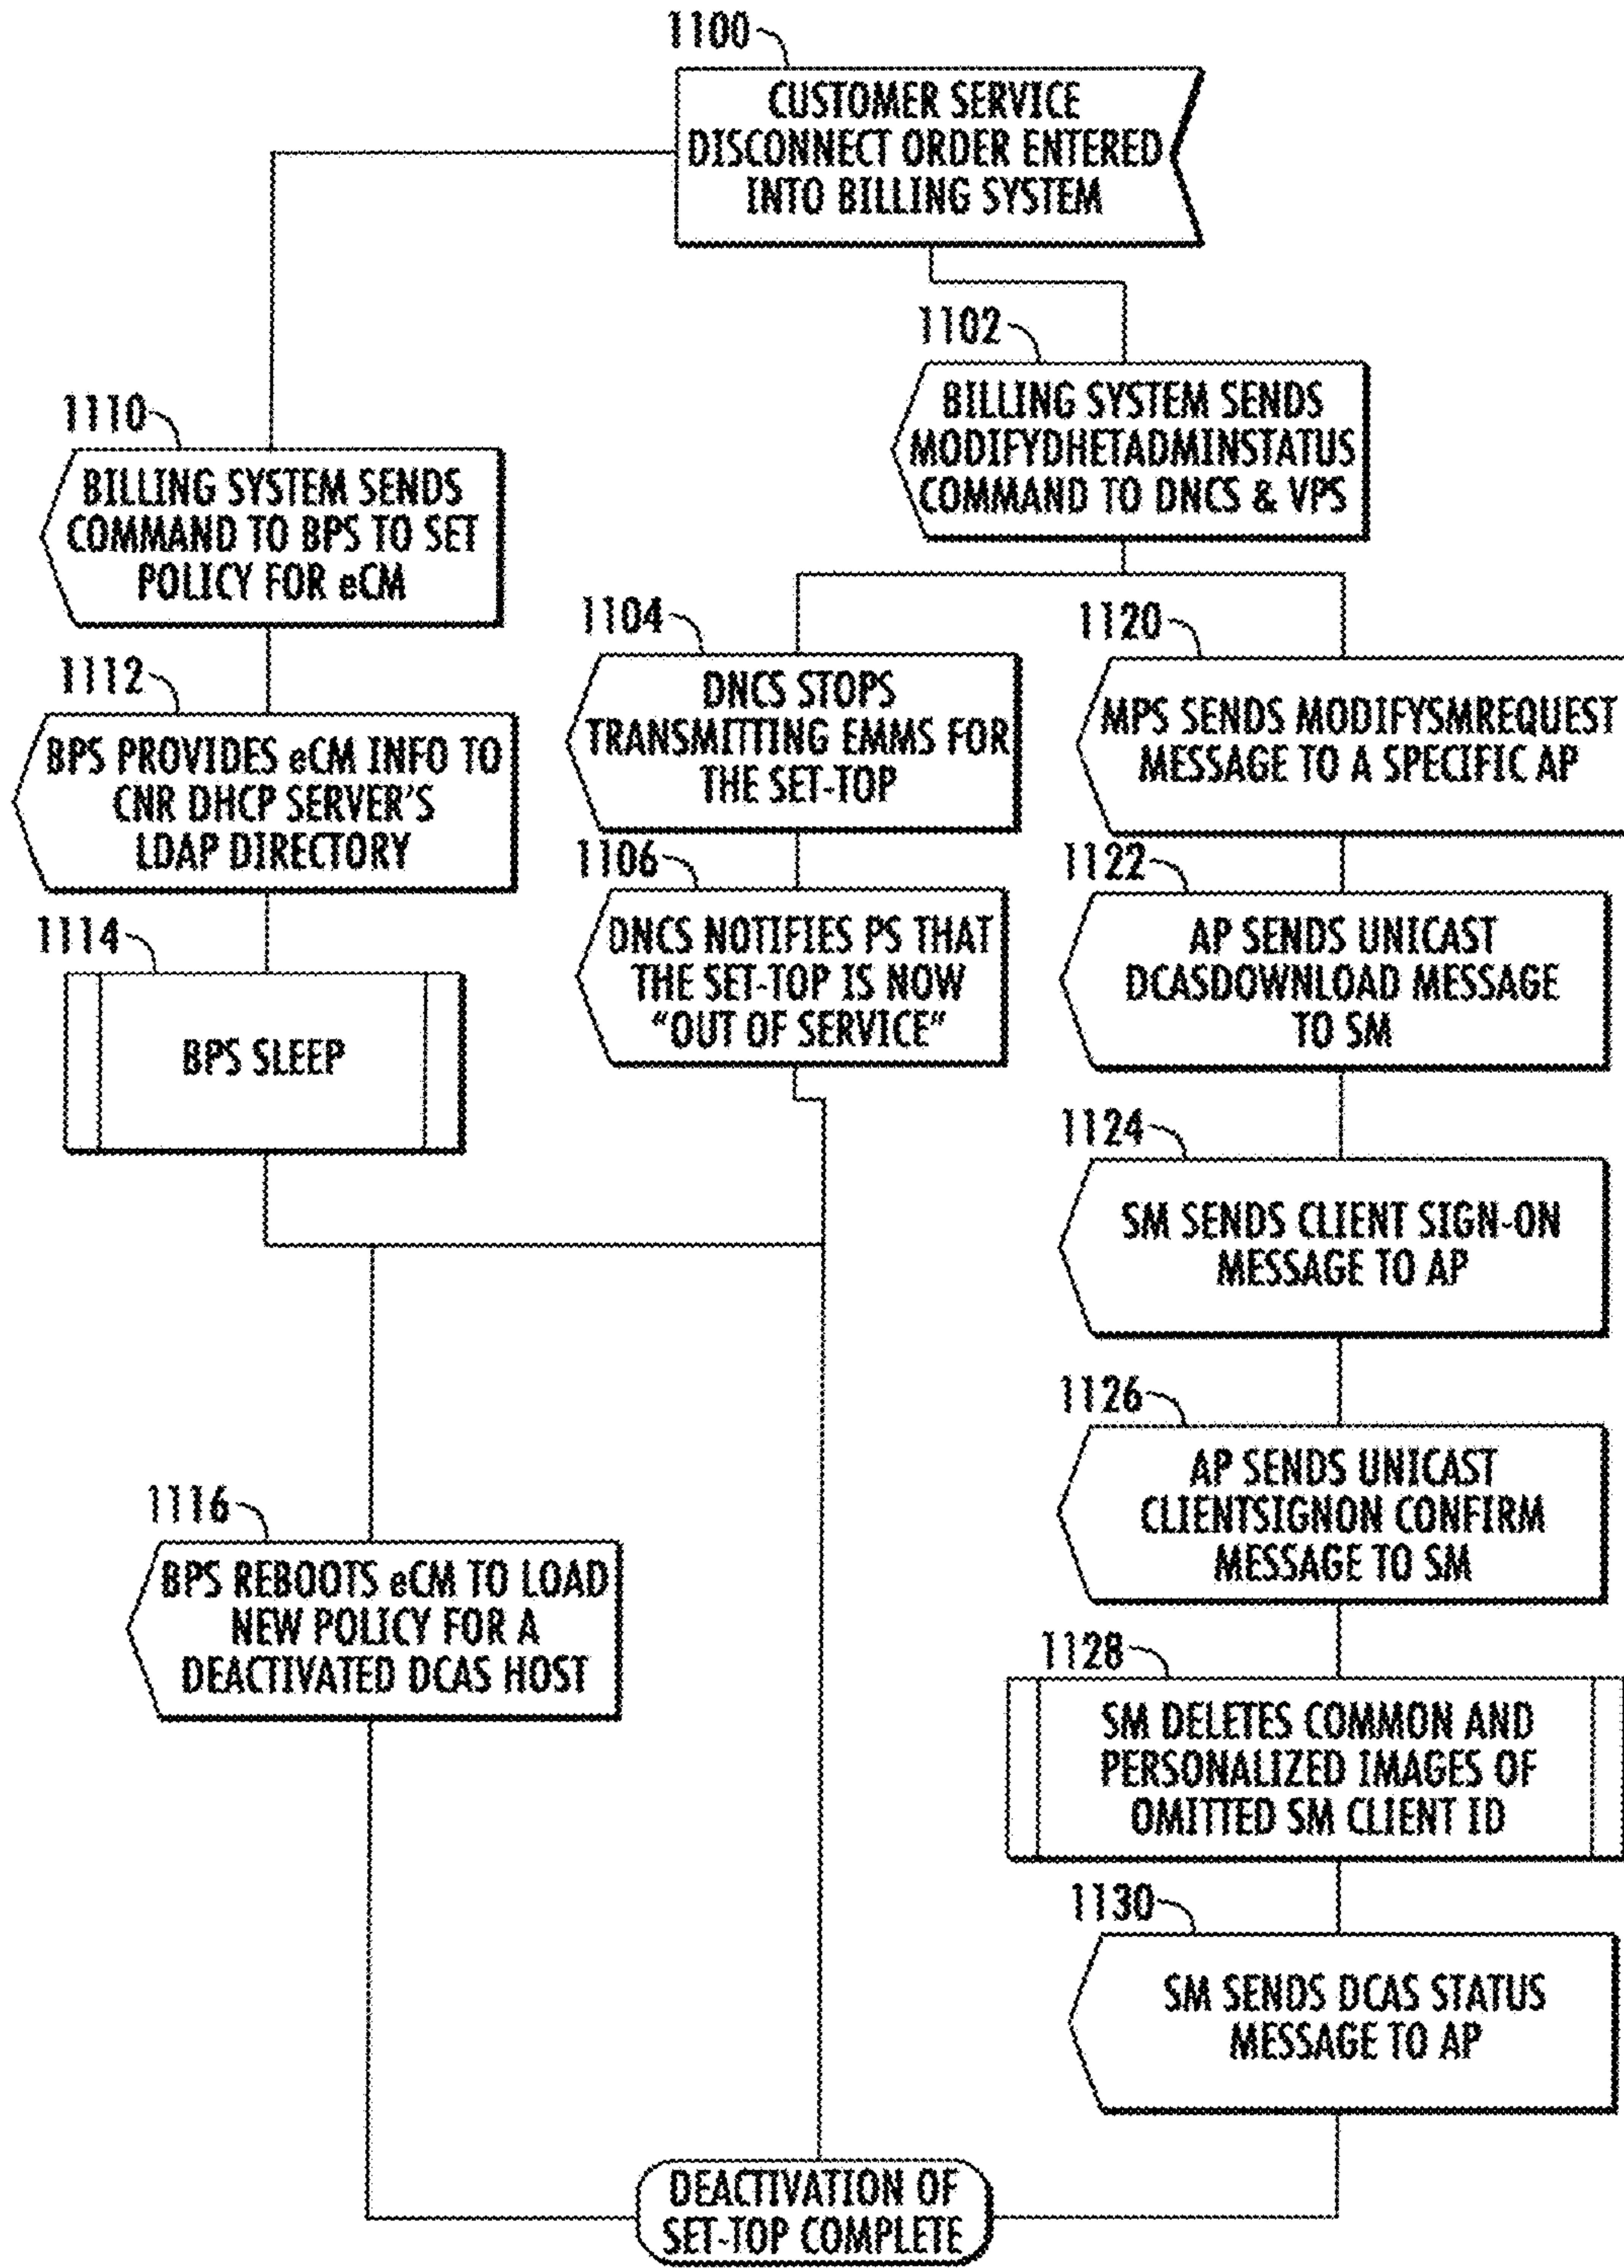 1100
CUSTOMER SERVICE
DISCONNECT ORDER ENTERED
INTO BILLING SYSTEM
1102
BILLING SYSTEM SENDS
MODIFYDHETADMINSTATUS
COMMAND TO DNCS & VPS
1110
BILLING SYSTEM SENDS
COMMAND TO BPS TO SET
POLICY FOR eCM
1112
BPS PROVIDES eCM INFO TO
CNR DHCP SERVER'S
LDAP DIRECTORY
1114
BPS SLEEP
1104
DNCS STOPS
TRANSMITTING EMMS FOR
THE SET-TOP
1106
DNCS NOTIFIES PS THAT
THE SET-TOP IS NOW
"OUT OF SERVICE"
1116
BPS REBOOTS eCM TO LOAD
NEW POLICY FOR A
DEACTIVATED DCAS HOST
1120
MPS SENDS MODIFYSMREQUEST
MESSAGE TO A SPECIFIC AP
1122
AP SENDS UNICAST
DCASDOWNLOAD MESSAGE
TO SM
1124
SM SENDS CLIENT SIGN-ON
MESSAGE TO AP
1126
AP SENDS UNICAST
CLIENTSIGNON CONFIRM
MESSAGE TO SM
1128
SM DELETES COMMON AND
PERSONALIZED IMAGES OF
OMITTED SM CLIENT ID
1130
SM SENDS DCAS STATUS
MESSAGE TO AP
DEACTIVATION OF
SET-TOP COMPLETE